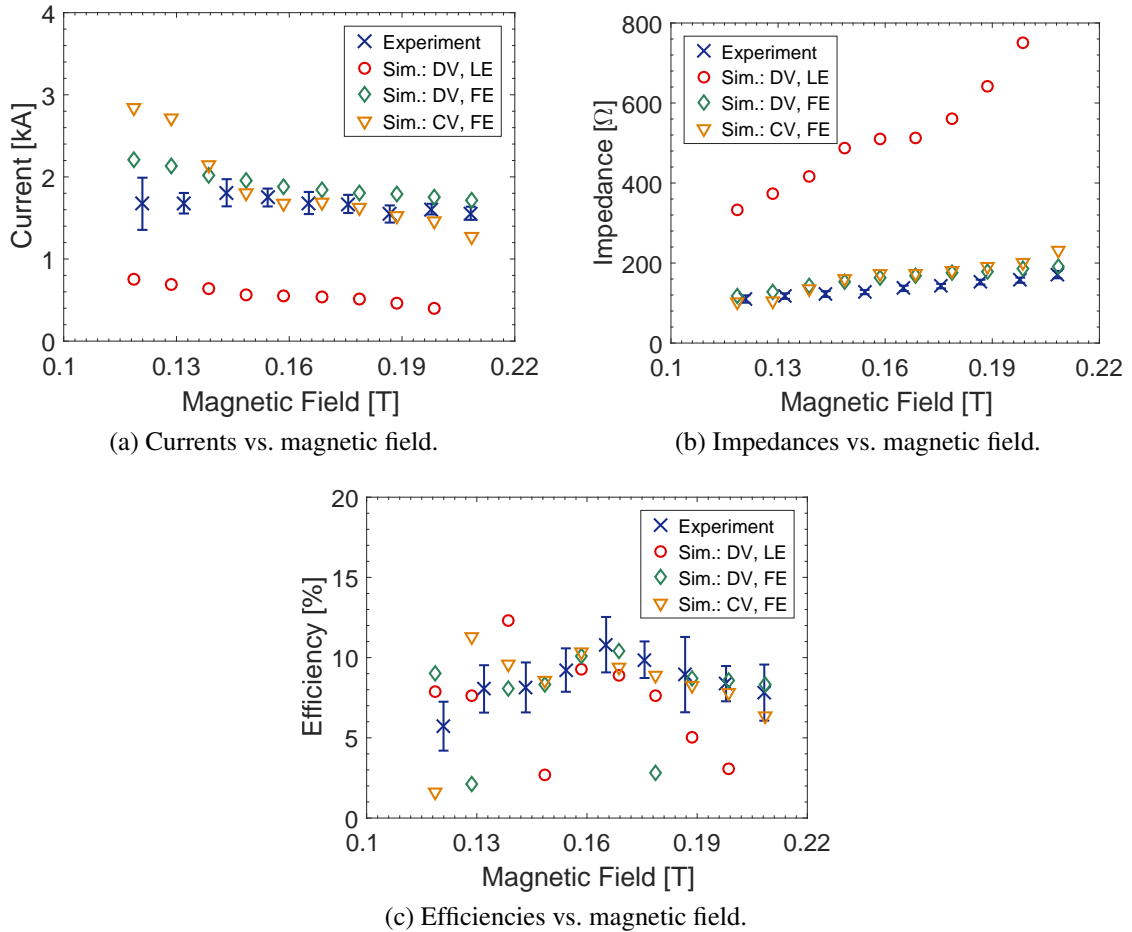 4
3
2
1
0
Current [kA]
Experiment
Sim.: DV, LE
Sim.: DV, FE
Sim.: CV, FE
0.1
0.13
0.16
0.19
0.22
Magnetic Field [T]
(a) Currents vs. magnetic field.
800
600
400
200
0
Impedance [Ω]
Experiment
Sim.: DV, LE
Sim.: DV, FE
Sim.: CV, FE
0.1
0.13
0.16
0.19
0.22
Magnetic Field [T]
(b) Impedances vs. magnetic field.
20
15
10
5
0
Efficiency [%]
Experiment
Sim.: DV, LE
Sim.: DV, FE
Sim.: CV, FE
0.1
0.13
0.16
0.19
0.22
Magnetic Field [T]
(c) Efficiencies vs. magnetic field.